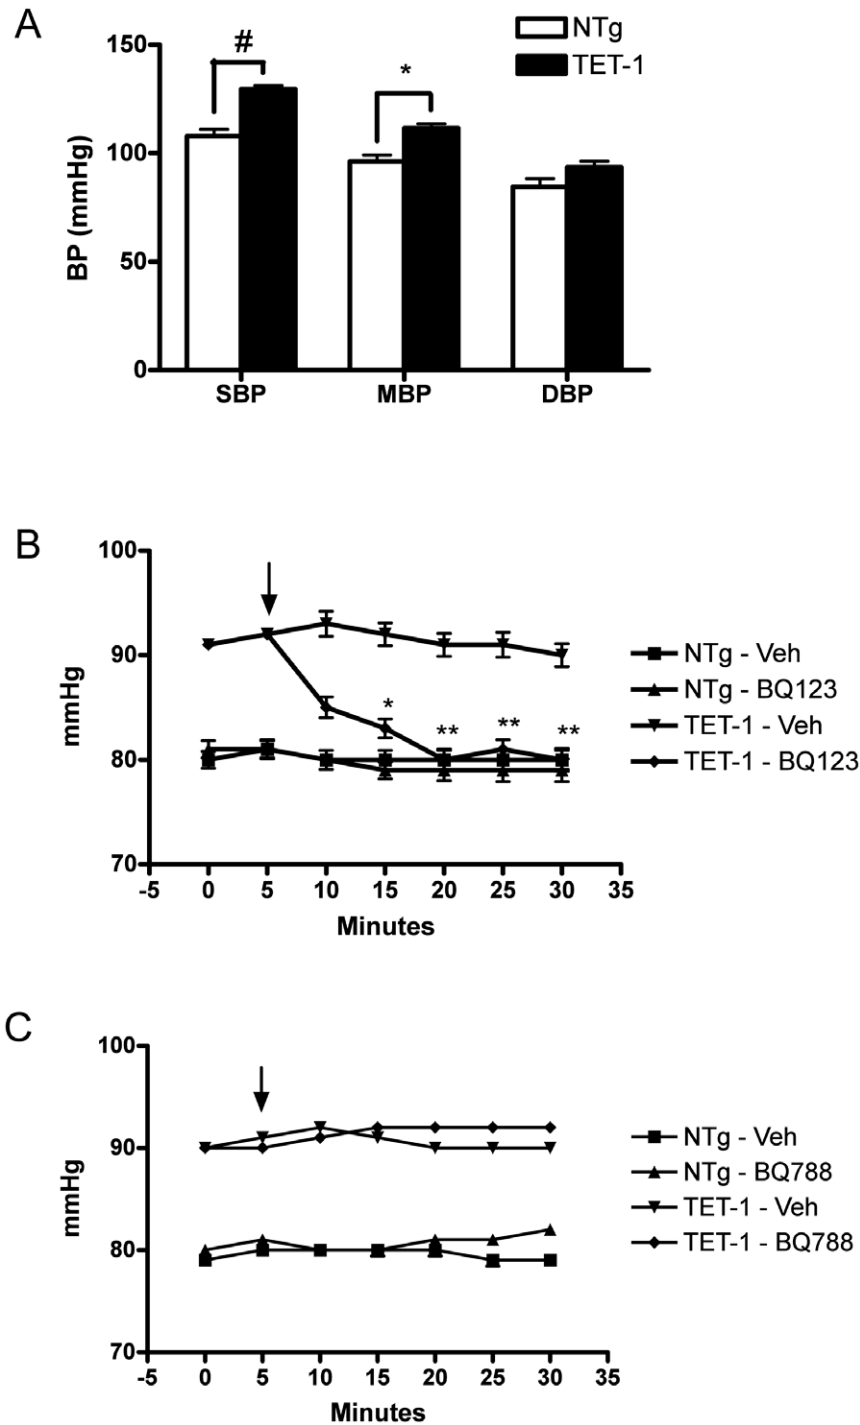 A
NTg
TET-1
150
100
50
0
BP (mmHg)
#
*
SBP MBP DBP
B
100
90
80
70
mmHg
* ** ** **
-5 0 5 10 15 20 25 30 35
Minutes
NTg - Veh
NTg - BQ123
TET-1 - Veh
TET-1 - BQ123
C
100
90
80
70
mmHg
-5 0 5 10 15 20 25 30 35
Minutes
NTg - Veh
NTg - BQ788
TET-1 - Veh
TET-1 - BQ788